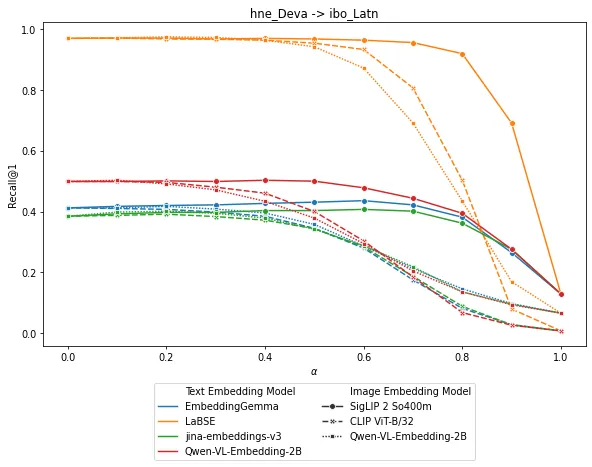 hne_Deva -> ibo_Latn
Recall@1
1.0
0.8
0.6
0.4
0.2
0.0
0.0 0.2 0.4 0.6 0.8 1.0
α
Text Embedding Model
EmbeddingGemma
LaBSE
jina-embeddings-v3
Qwen-VL-Embedding-2B
Image Embedding Model
SigLIP 2 So400m
CLIP ViT-B/32
Qwen-VL-Embedding-2B